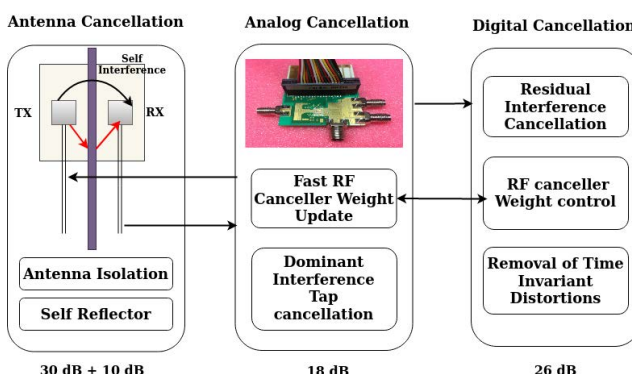 Antenna Cancellation
Self
Interference
TX
RX
Antenna Isolation
Self Reflector
30 dB + 10 dB
Analog Cancellation
Fast RF
Canceller Weight
Update
Dominant
Interference
Tap
cancellation
18 dB
Digital Cancellation
Residual
Interference
Cancellation
RF canceller
Weight control
Removal of Time
Invariant
Distortions
26 dB